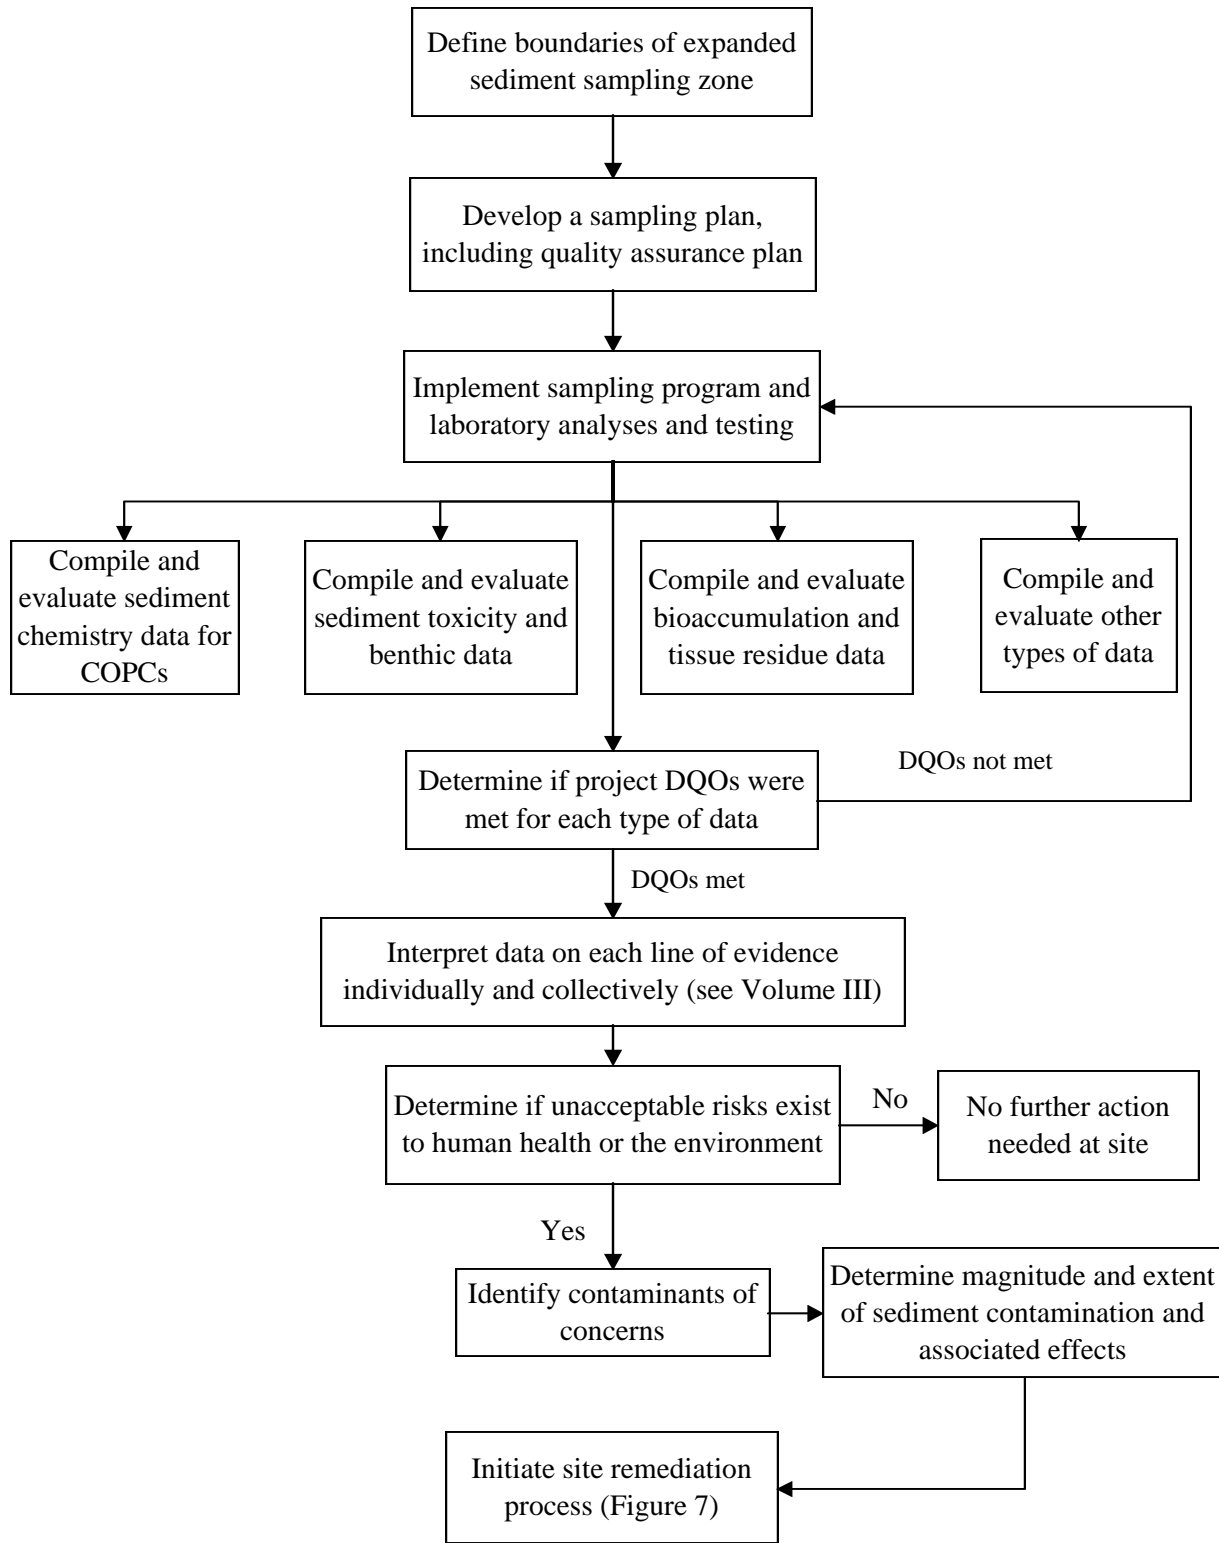 Define boundaries of expanded
sediment sampling zone
Develop a sampling plan,
including quality assurance plan
Implement sampling program and
laboratory analyses and testing
Compile and
evaluate sediment
chemistry data for
COPCs
Compile and evaluate
sediment toxicity and
benthic data
Compile and evaluate
bioaccumulation and
tissue residue data
Compile and
evaluate other
types of data
DQOs not met
Determine if project DQOs were
met for each type of data
DQOs met
Interpret data on each line of evidence
individually and collectively (see Volume III)
Determine if unacceptable risks exist
to human health or the environment
No
No further action
needed at site
Yes
Identify contaminants of
concerns
Determine magnitude and extent
of sediment contamination and
associated effects
Initiate site remediation
process (Figure 7)